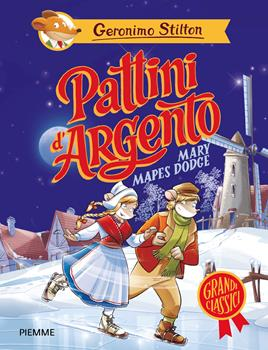 Geronimo Stilton
Pattini
d'ARGENTO
MARY
MAPES DODGE
GRANDI
CLASSICI
PIEMME